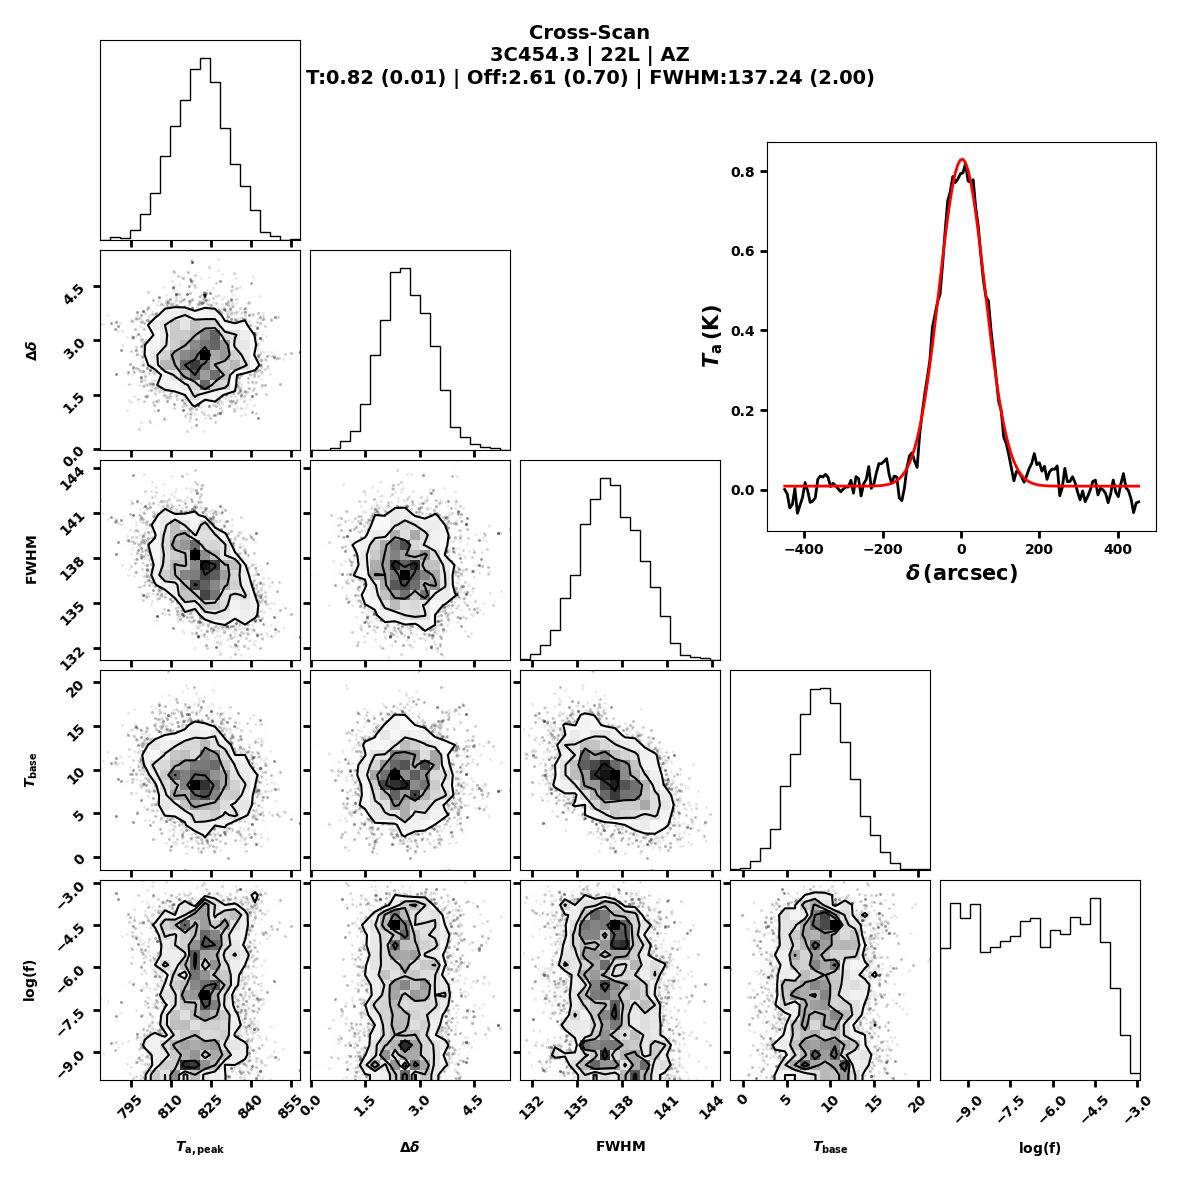 Cross-Scan
3C454.3 | 22L | AZ
T:0.82 (0.01) | Off:2.61 (0.70) | FWHM:137.24 (2.00)
0.8
0.6
0.4
0.2
0.0
T_a (K)
−400 −200 0 200 400
δ (arcsec)
4.5
3.0
1.5
0.0
Δδ
144
141
138
135
132
FWHM
20
15
10
5
0
T_base
−3.0
−4.5
−6.0
−7.5
−9.0
log(f)
795 810 825 840 855 0.0 1.5 3.0 4.5 132 135 138 141 144 0 5 10 15 20 −9.0 −7.5 −6.0 −4.5 −3.0
T_a,peak Δδ FWHM T_base log(f)